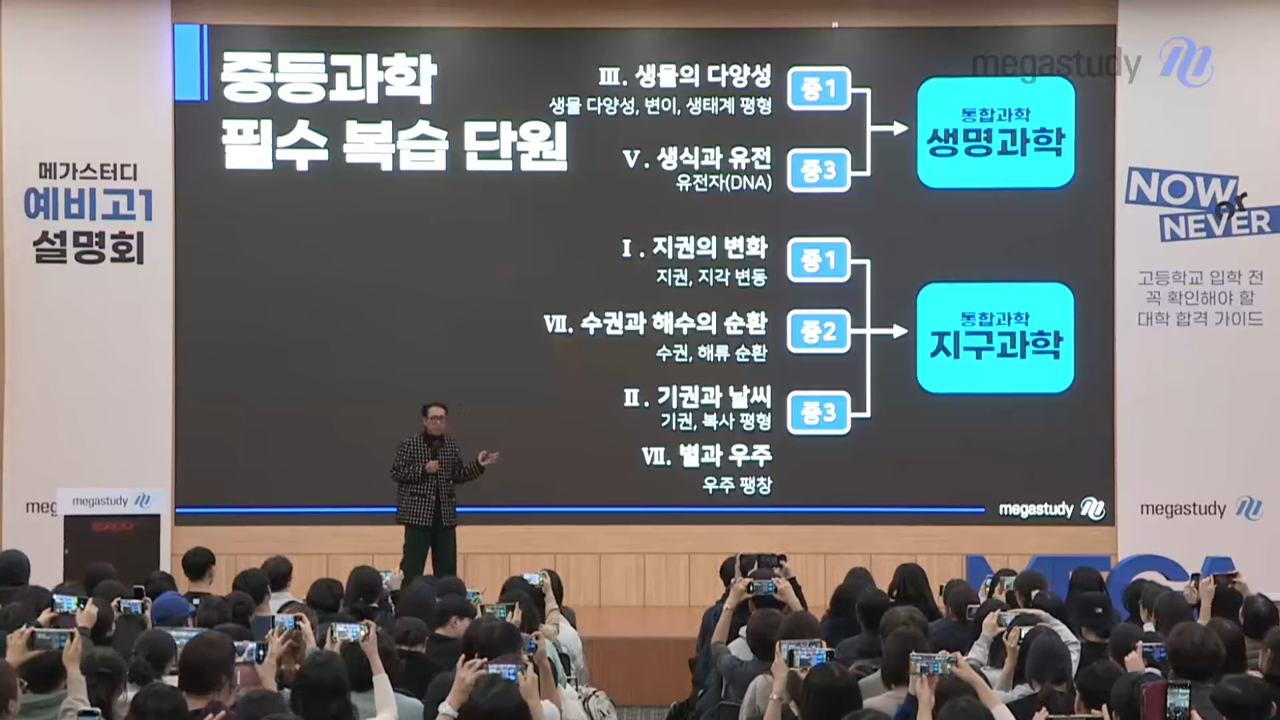 megastudy
중등과학
필수 복습 단원
Ⅲ. 생물의 다양성
생물 다양성, 변이, 생태계 평형
중1
Ⅴ. 생식과 유전
유전자(DNA)
중3
통합과학
생명과학
Ⅰ. 지권의 변화
지권, 지각 변동
중1
Ⅶ. 수권과 해수의 순환
수권, 해류 순환
중2
Ⅱ. 기권과 날씨
기권, 복사 평형
중3
Ⅶ. 별과 우주
우주 팽창
통합과학
지구과학
megastudy
메가스터디
예비고1
설명회
meg
megastudy
NOW
or
NEVER
고등학교 입학 전
꼭 확인해야 할
대학 합격 가이드
megastudy
MEGA